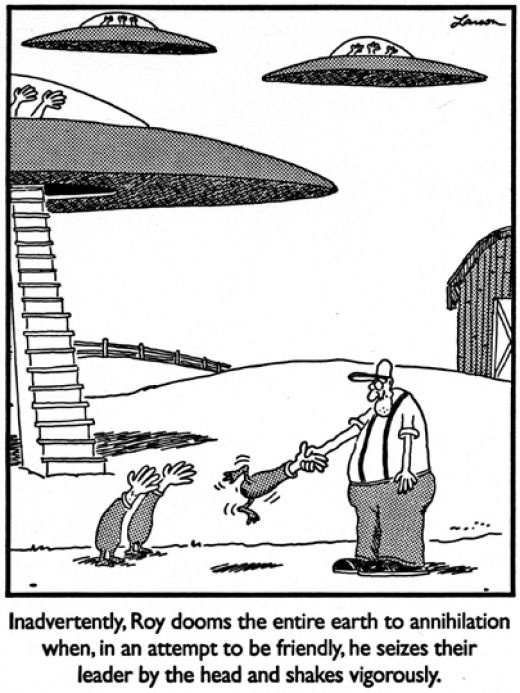 Larson
Inadvertently, Roy dooms the entire earth to annihilation
when, in an attempt to be friendly, he seizes their
leader by the head and shakes vigorously.